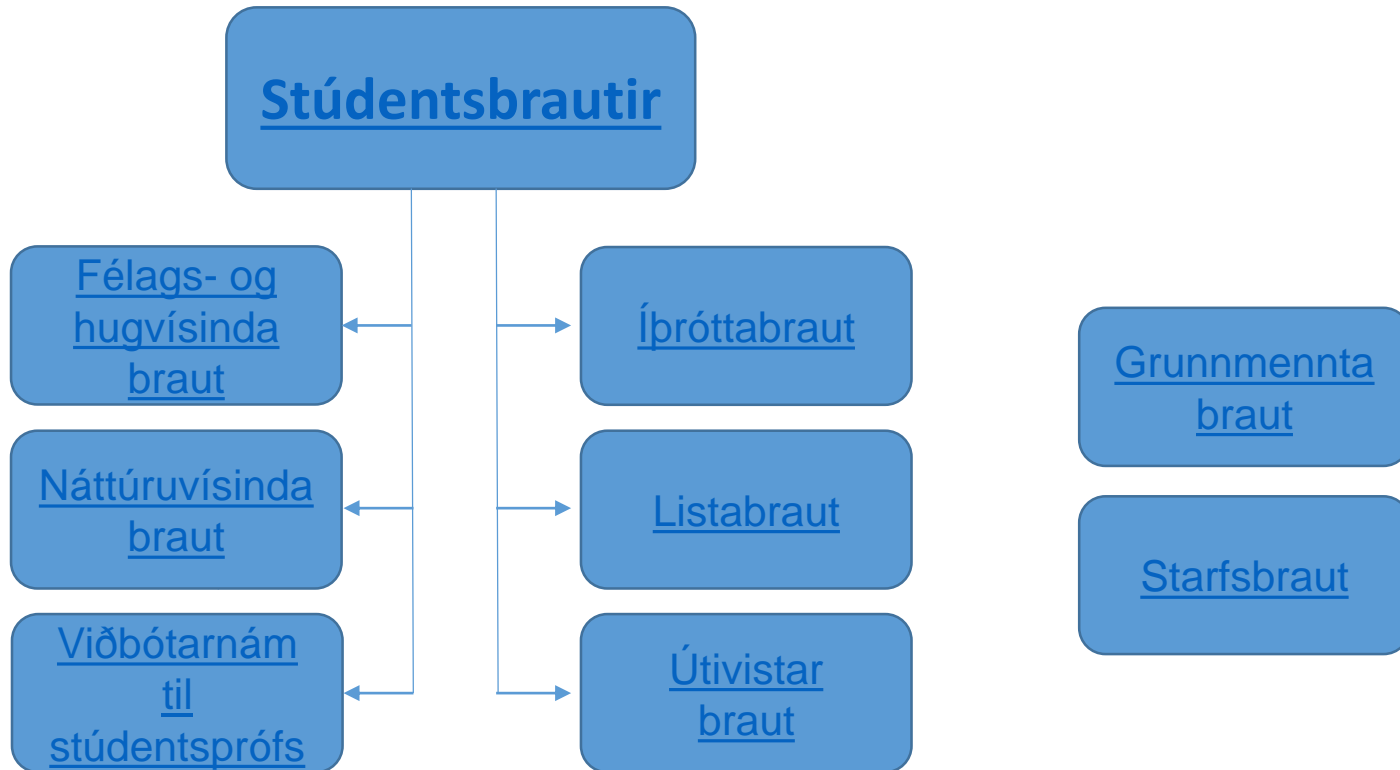 Stúdentsbrautir
Félags- og
hugvísinda
braut
Náttúruvísinda
braut
Viðbótarnám
til
stúdentsprófs
Íþróttabraut
Listabraut
Útivistar
braut
Grunnmennta
braut
Starfsbraut